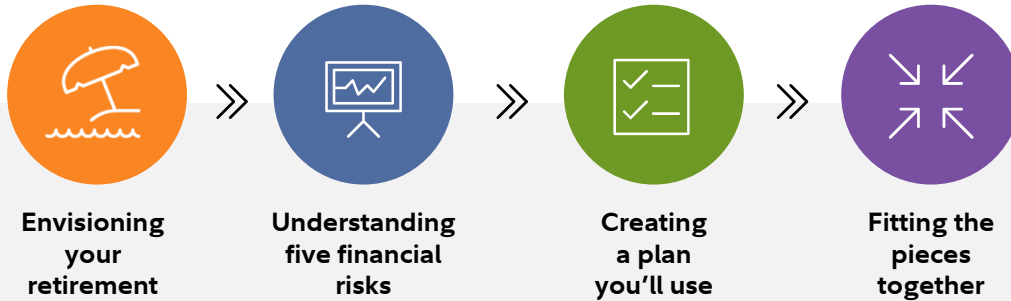 Envisioning
your
retirement
Understanding
five financial
risks
Creating
a plan
you’ll use
Fitting the
pieces
together